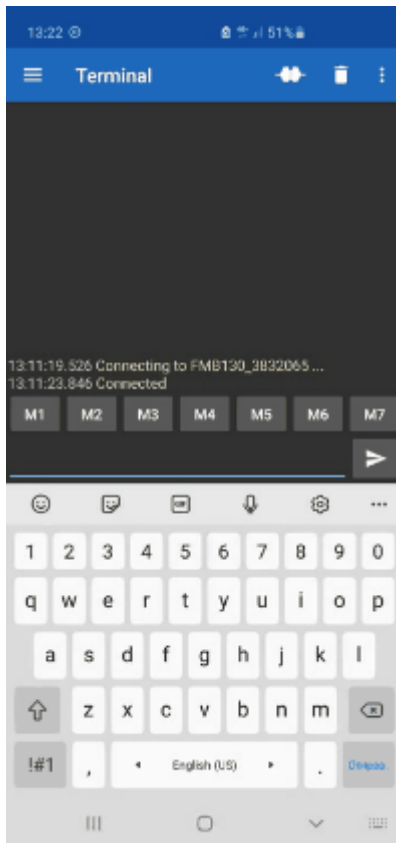 13:22 51%
Terminal
13:11:19.526 Connecting to FMB130_3832065 ...
13:11:23.846 Connected
M1 M2 M3 M4 M5 M6 M7
GIF
1 2 3 4 5 6 7 8 9 0
q w e r t y u i o p
a s d f g h j k l
z x c v b n m
!#1 , English (US) .